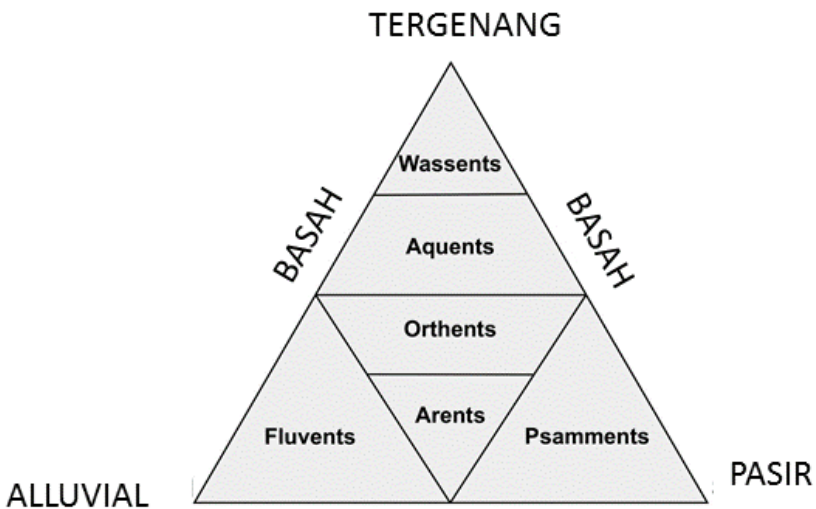 TERGENANG
Wassents
BASAH
BASAH
Aquents
Orthents
Arents
Fluvents
Psamments
ALLUVIAL
PASIR